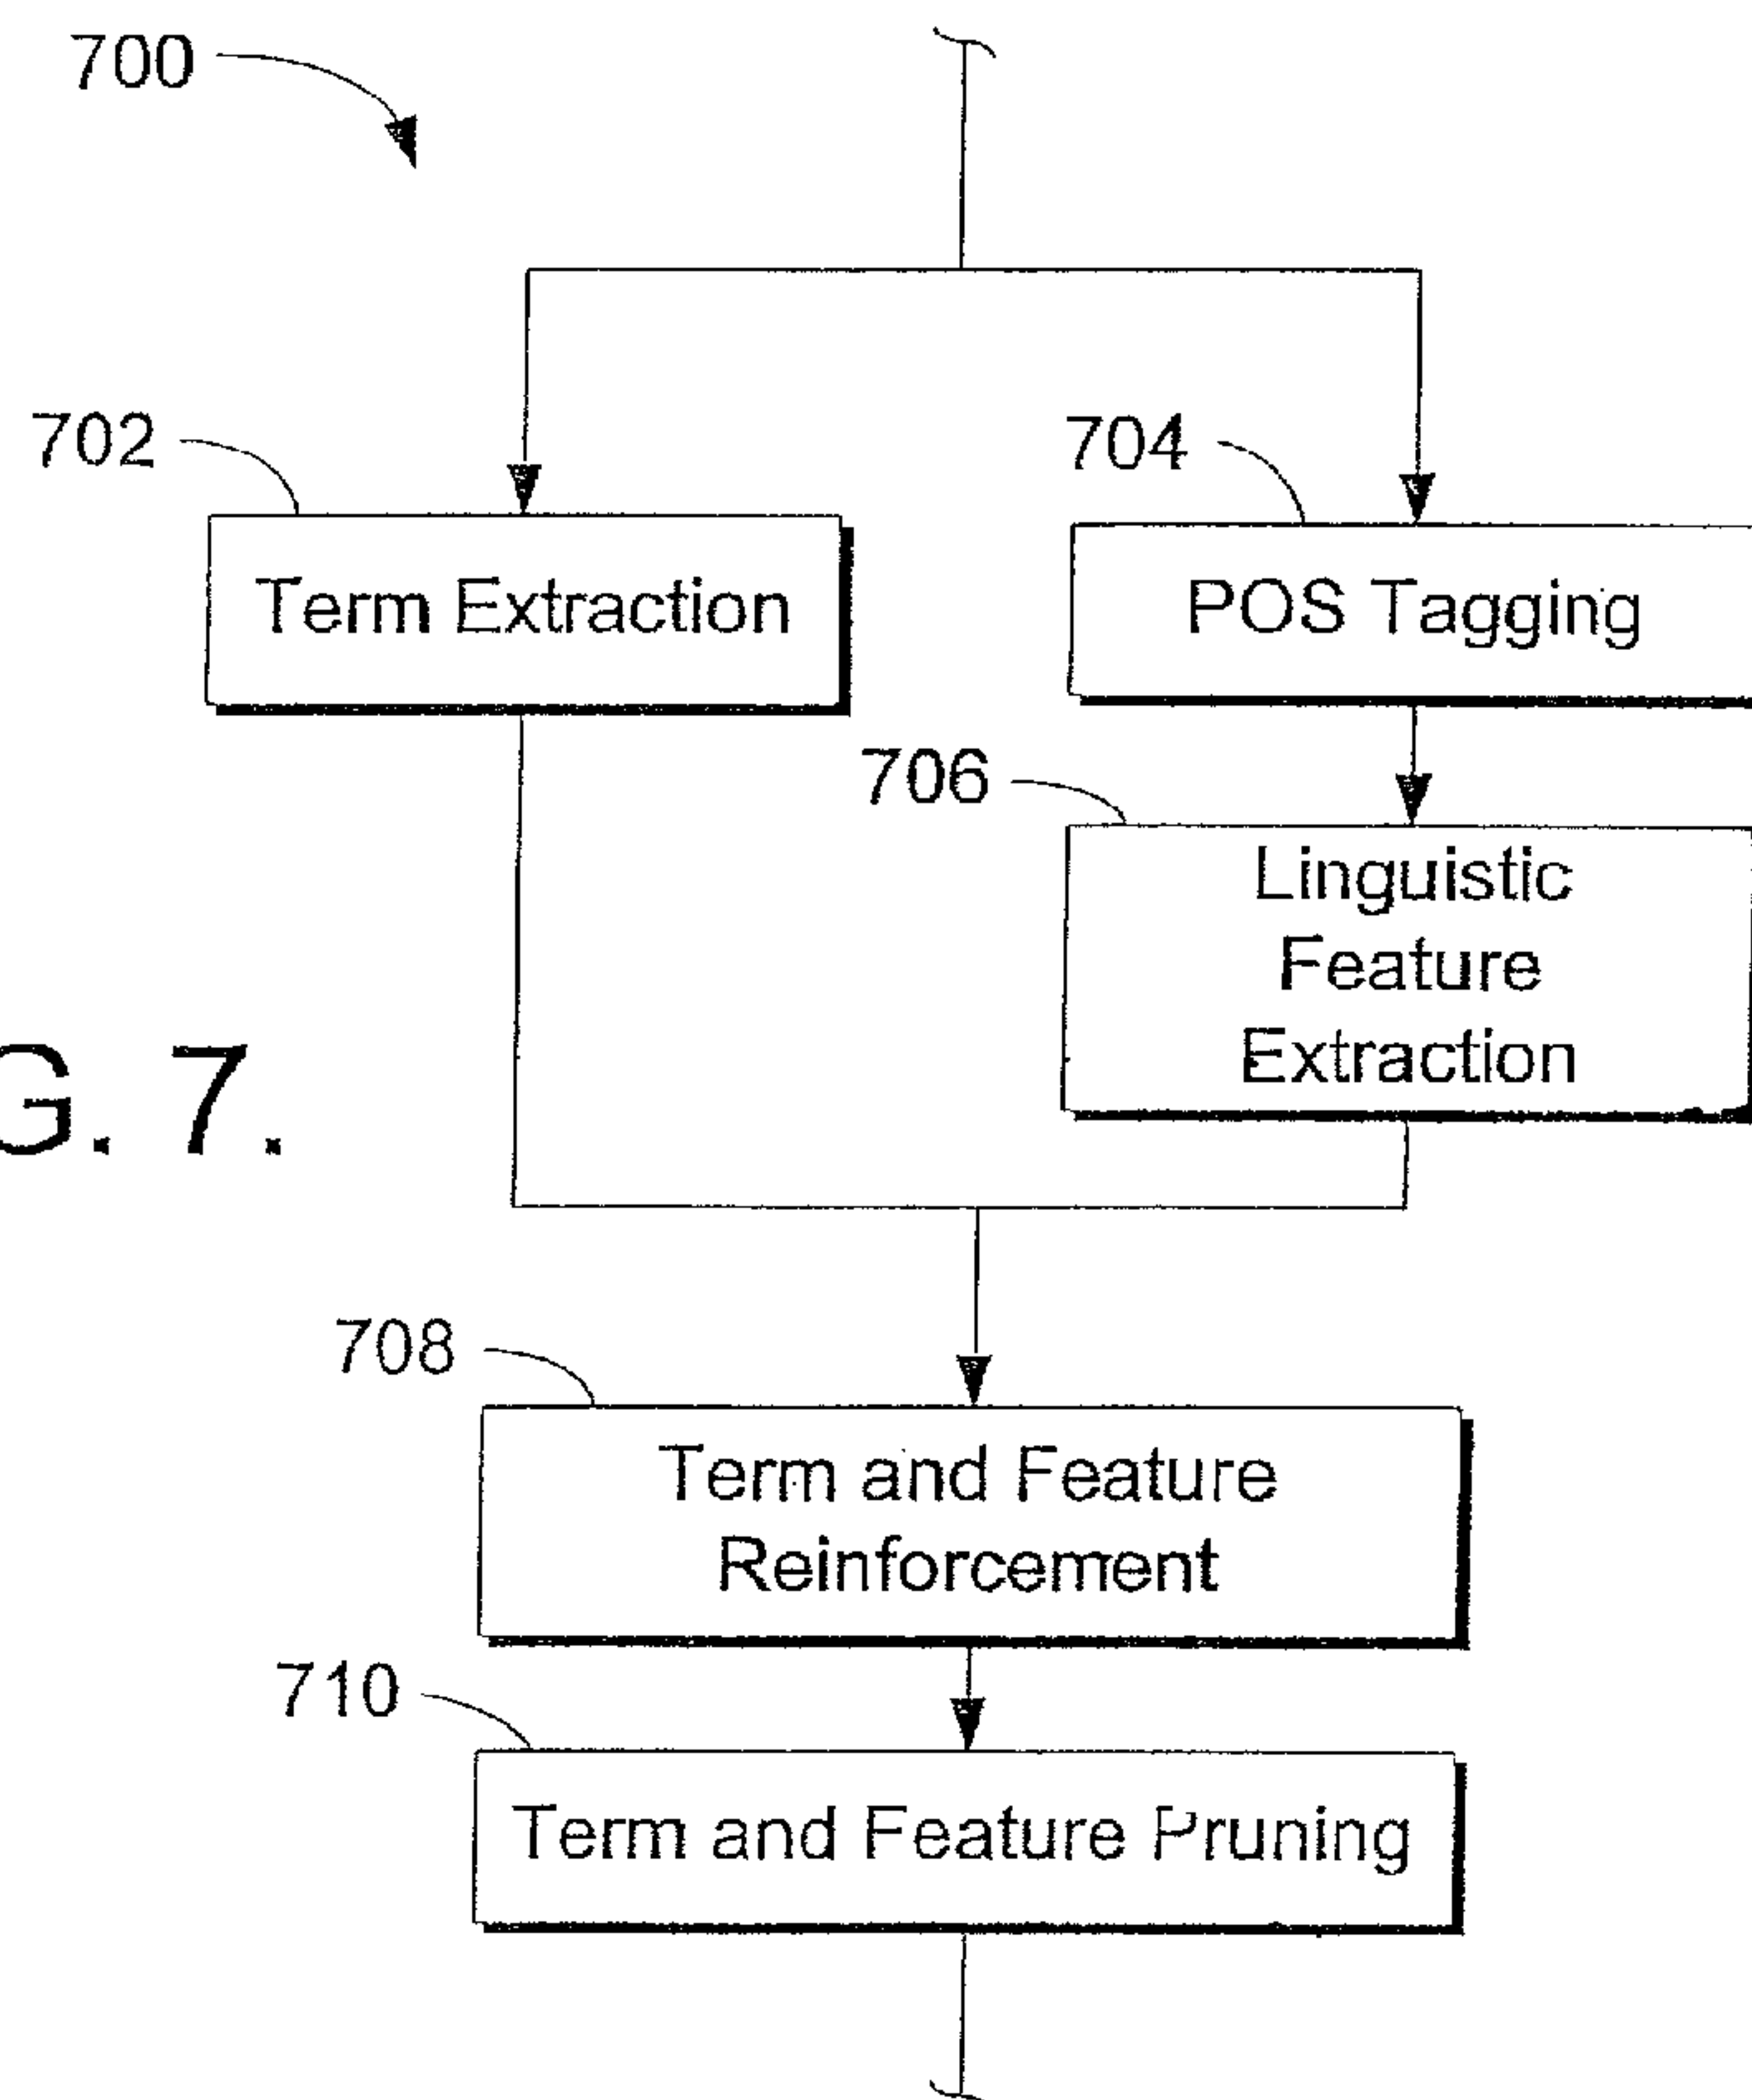 700
702
704
Term Extraction
POS Tagging
706
Linguistic
Feature
Extraction
G. 7.
708
Term and Feature
Reinforcement
710
Term and Feature Pruning